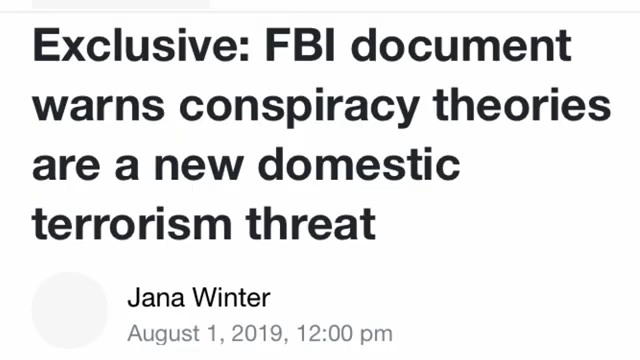 Exclusive: FBI document
warns conspiracy theories
are a new domestic
terrorism threat
Jana Winter
August 1, 2019, 12:00 pm